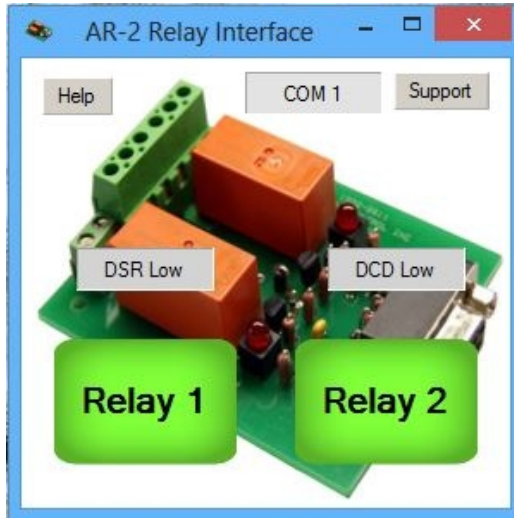 AR-2 Relay Interface
Help
COM 1
Support
DSR Low
DCD Low
Relay 1
Relay 2